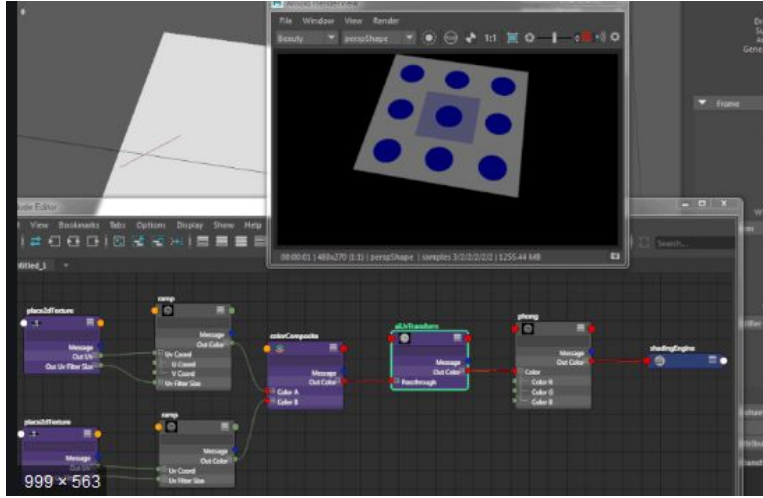 File Window View Render
Beauty perspShape 1:1
Frame
00:00:01 | 480x270 (1:1) | perspShape | samples 3/2/2/2/2/2 | 1255.44 MB
Editor
View Bookmarks Tabs Options Display Show Help
Search...
place2dTexture
Message
Out Uv
Out Uv Filter Size
ramp
Message
Out Color
Uv Coord
U Coord
V Coord
Uv Filter Size
colorComposite
Message
Out Color
Color A
Color B
aiUvTransform
Message
Out Color
Passthrough
phong
Message
Out Color
Color
Color R
Color G
Color B
shadingEngine
place2dTexture
Message
Out Uv
ramp
Message
Out Color
Uv Coord
Uv Filter Size
999 × 563